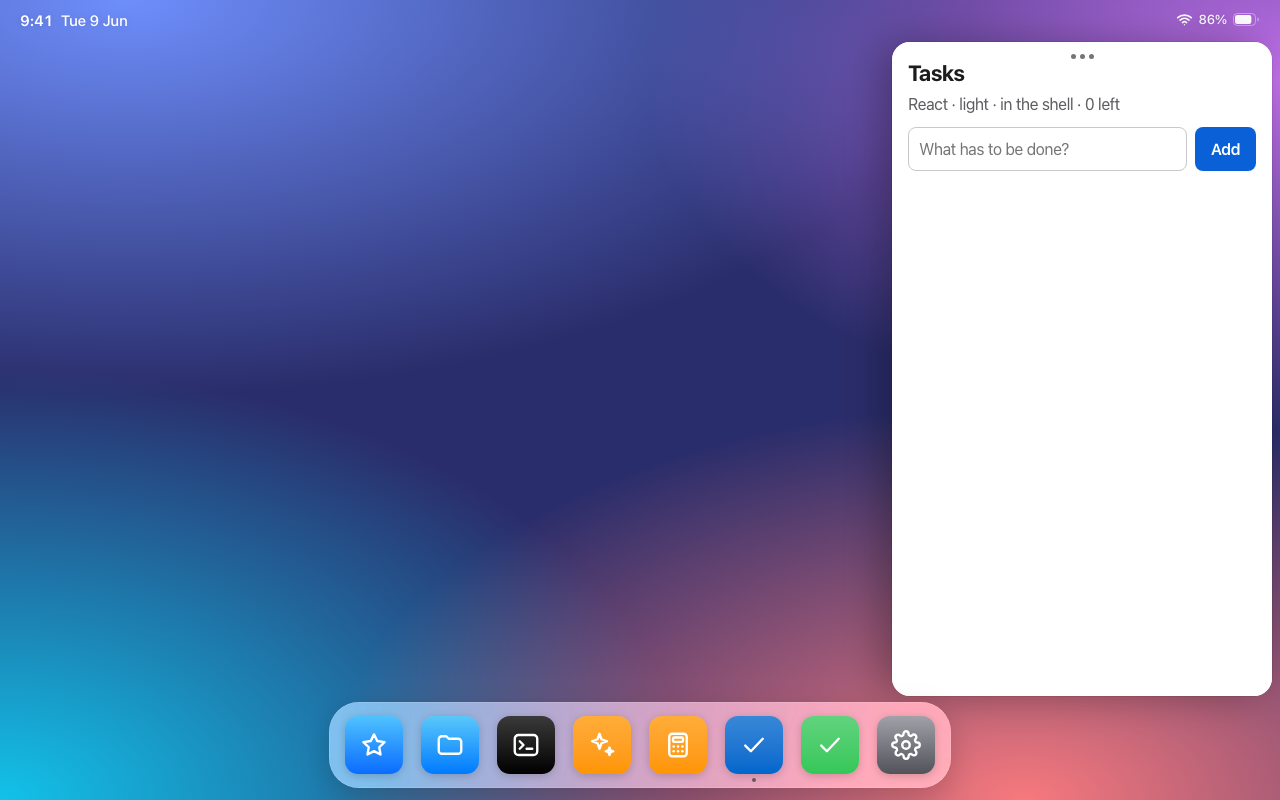 9:41 Tue 9 Jun
86%
Tasks
React · light · in the shell · 0 left
What has to be done?
Add